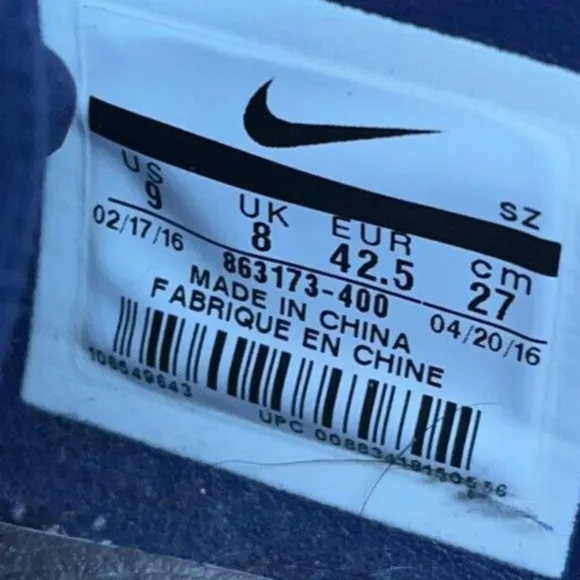 US UK EUR cm SZ
9 8 42.5 27
02/17/16 863173-400 04/20/16
MADE IN CHINA
FABRIQUE EN CHINE
108549643
UPC